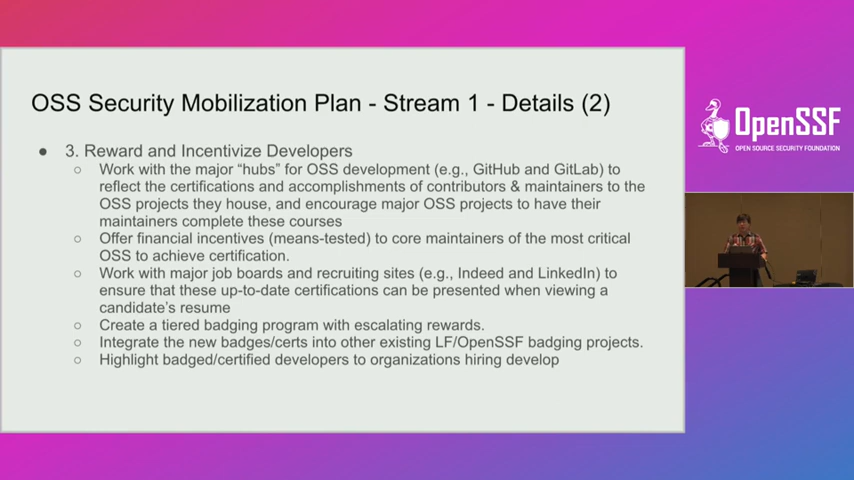 OSS Security Mobilization Plan - Stream 1 - Details (2)
● 3. Reward and Incentivize Developers
○ Work with the major “hubs” for OSS development (e.g., GitHub and GitLab) to
reflect the certifications and accomplishments of contributors & maintainers to the
OSS projects they house, and encourage major OSS projects to have their
maintainers complete these courses
○ Offer financial incentives (means-tested) to core maintainers of the most critical
OSS to achieve certification.
○ Work with major job boards and recruiting sites (e.g., Indeed and LinkedIn) to
ensure that these up-to-date certifications can be presented when viewing a
candidate's resume
○ Create a tiered badging program with escalating rewards.
○ Integrate the new badges/certs into other existing LF/OpenSSF badging projects.
○ Highlight badged/certified developers to organizations hiring develop
OpenSSF
OPEN SOURCE SECURITY FOUNDATION